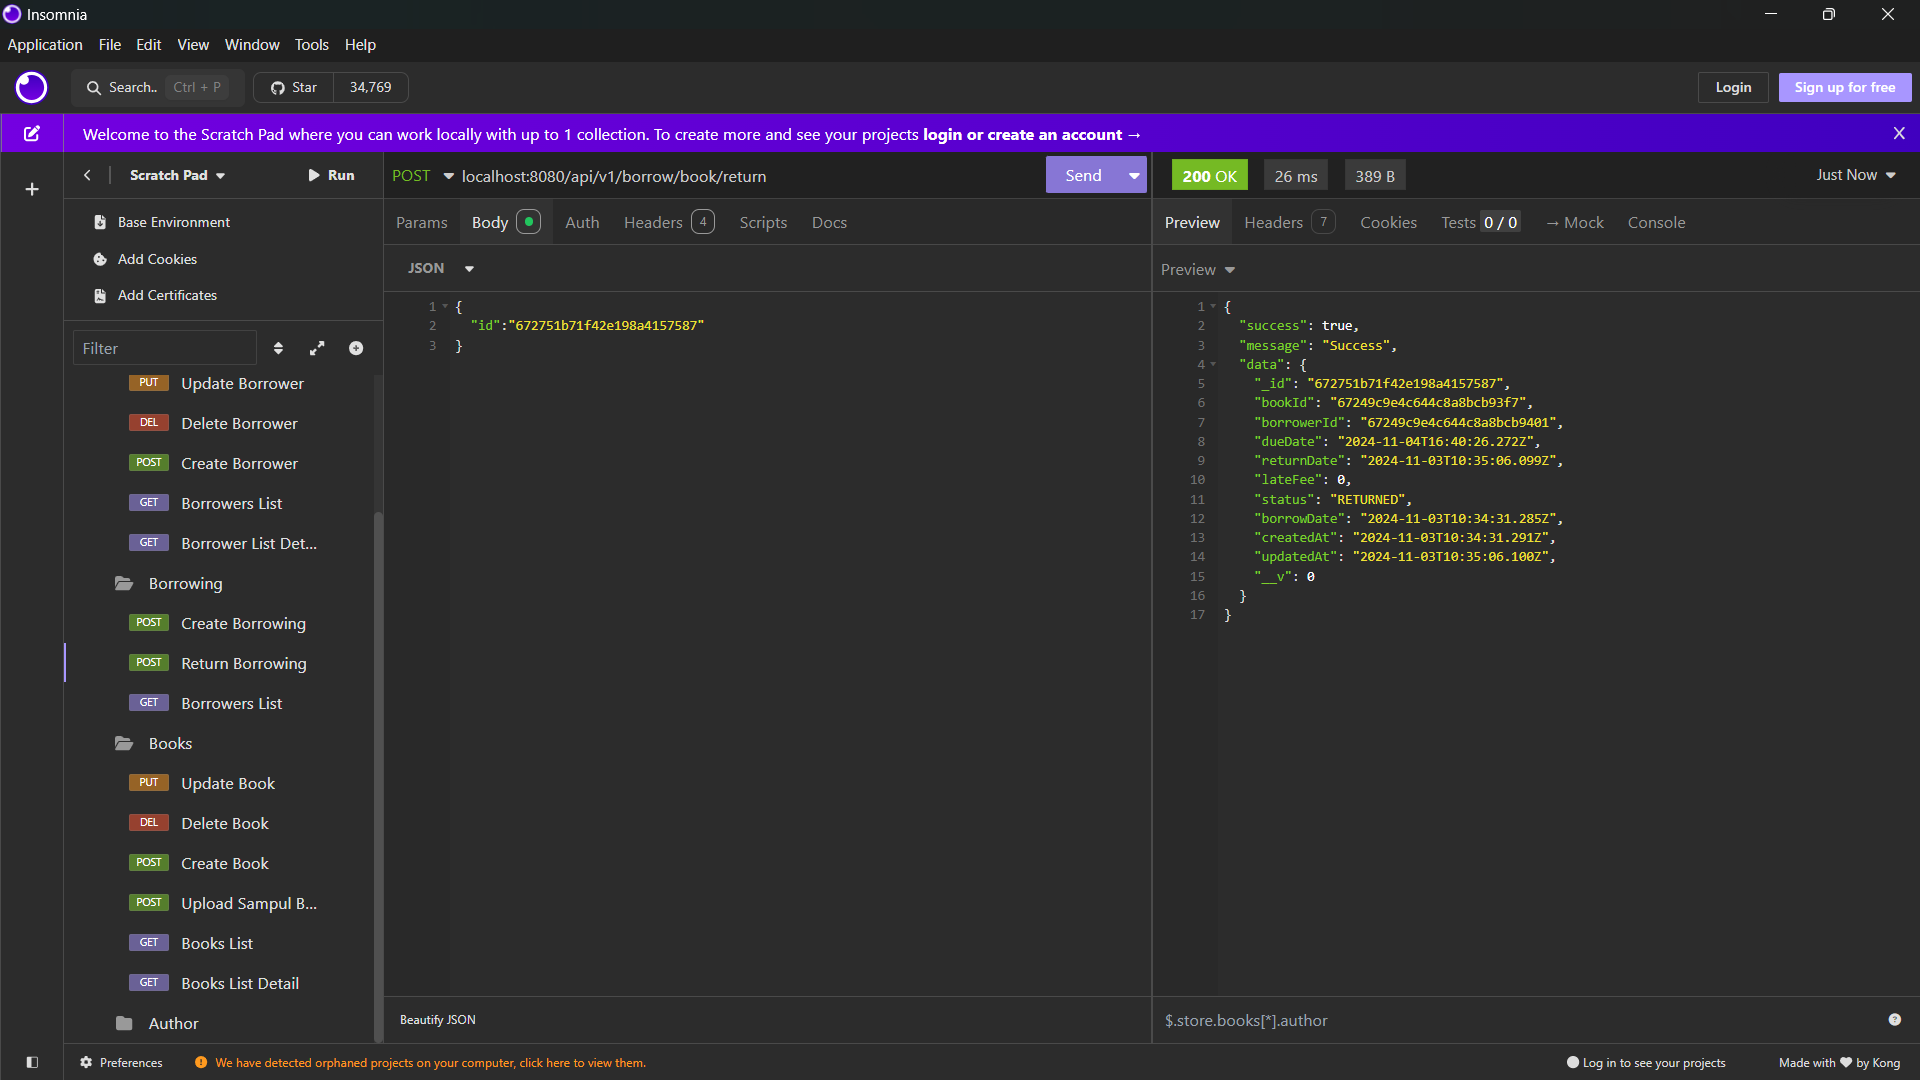 Insomnia
Application File Edit View Window Tools Help
Search.. Ctrl + P Star 34,769 Login Sign up for free
Welcome to the Scratch Pad where you can work locally with up to 1 collection. To create more and see your projects login or create an account →
Scratch Pad Run
POST localhost:8080/api/v1/borrow/book/return Send
200 OK 26 ms 389 B Just Now
Base Environment
Add Cookies
Add Certificates
Params Body Auth Headers 4 Scripts Docs
Preview Headers 7 Cookies Tests 0 / 0 → Mock Console
JSON
Preview
Filter
PUT Update Borrower
DEL Delete Borrower
POST Create Borrower
GET Borrowers List
GET Borrower List Det...
Borrowing
POST Create Borrowing
POST Return Borrowing
GET Borrowers List
Books
PUT Update Book
DEL Delete Book
POST Create Book
POST Upload Sampul B...
GET Books List
GET Books List Detail
Author
1 {
2 "id":"672751b71f42e198a4157587"
3 }
1 {
2 "success": true,
3 "message": "Success",
4 "data": {
5 "_id": "672751b71f42e198a4157587",
6 "bookId": "67249c9e4c644c8a8bcb93f7",
7 "borrowerId": "67249c9e4c644c8a8bcb9401",
8 "dueDate": "2024-11-04T16:40:26.272Z",
9 "returnDate": "2024-11-03T10:35:06.099Z",
10 "lateFee": 0,
11 "status": "RETURNED",
12 "borrowDate": "2024-11-03T10:34:31.285Z",
13 "createdAt": "2024-11-03T10:34:31.291Z",
14 "updatedAt": "2024-11-03T10:35:06.100Z",
15 "__v": 0
16 }
17 }
Beautify JSON
$.store.books[*].author
Preferences We have detected orphaned projects on your computer, click here to view them.
Log in to see your projects Made with by Kong